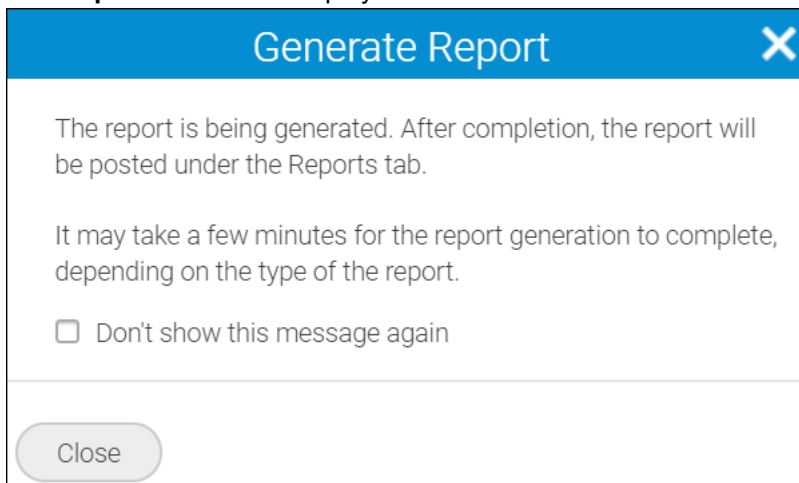 Generate Report
The report is being generated. After completion, the report will
be posted under the Reports tab.
It may take a few minutes for the report generation to complete,
depending on the type of the report.
Don't show this message again
Close